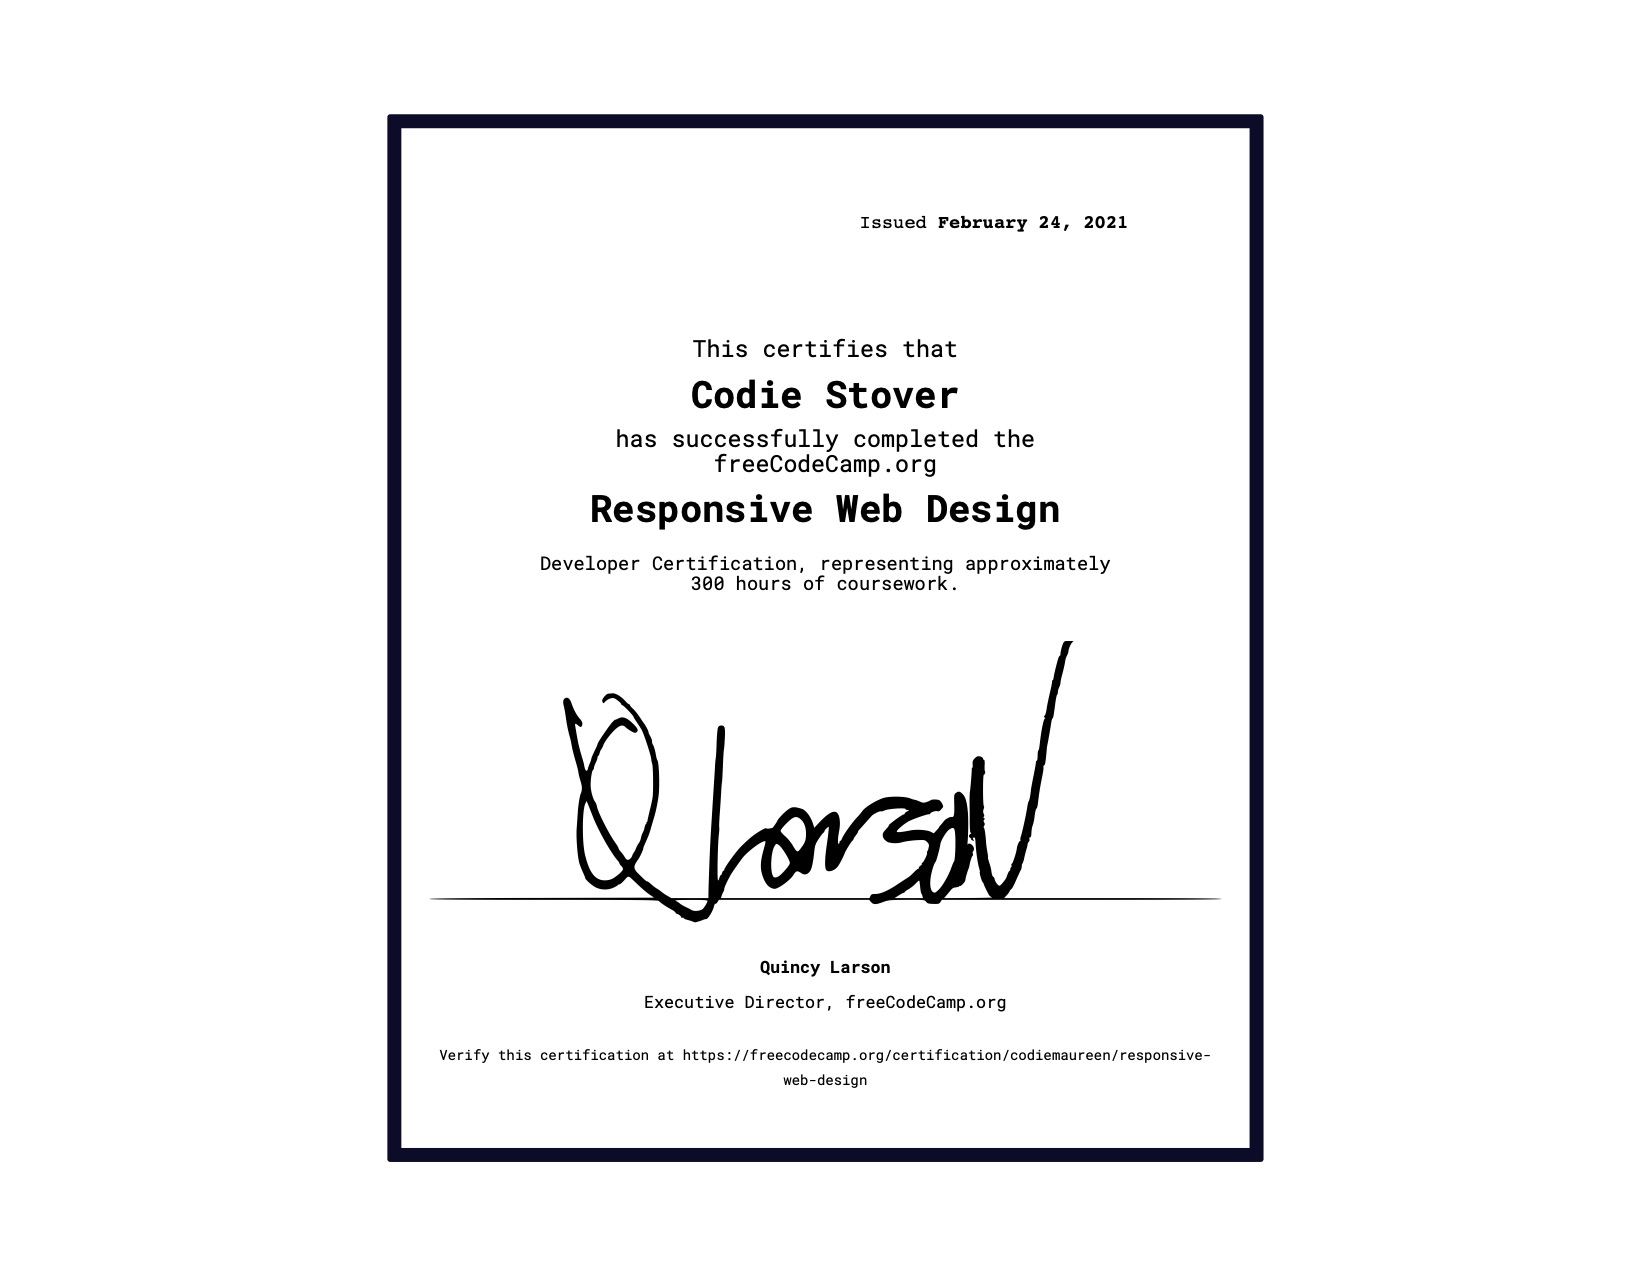 Issued February 24, 2021
This certifies that
Codie Stover
has successfully completed the
freeCodeCamp.org
Responsive Web Design
Developer Certification, representing approximately
300 hours of coursework.
Q Larson
Quincy Larson
Executive Director, freeCodeCamp.org
Verify this certification at https://freecodecamp.org/certification/codiemaureen/responsive-
web-design